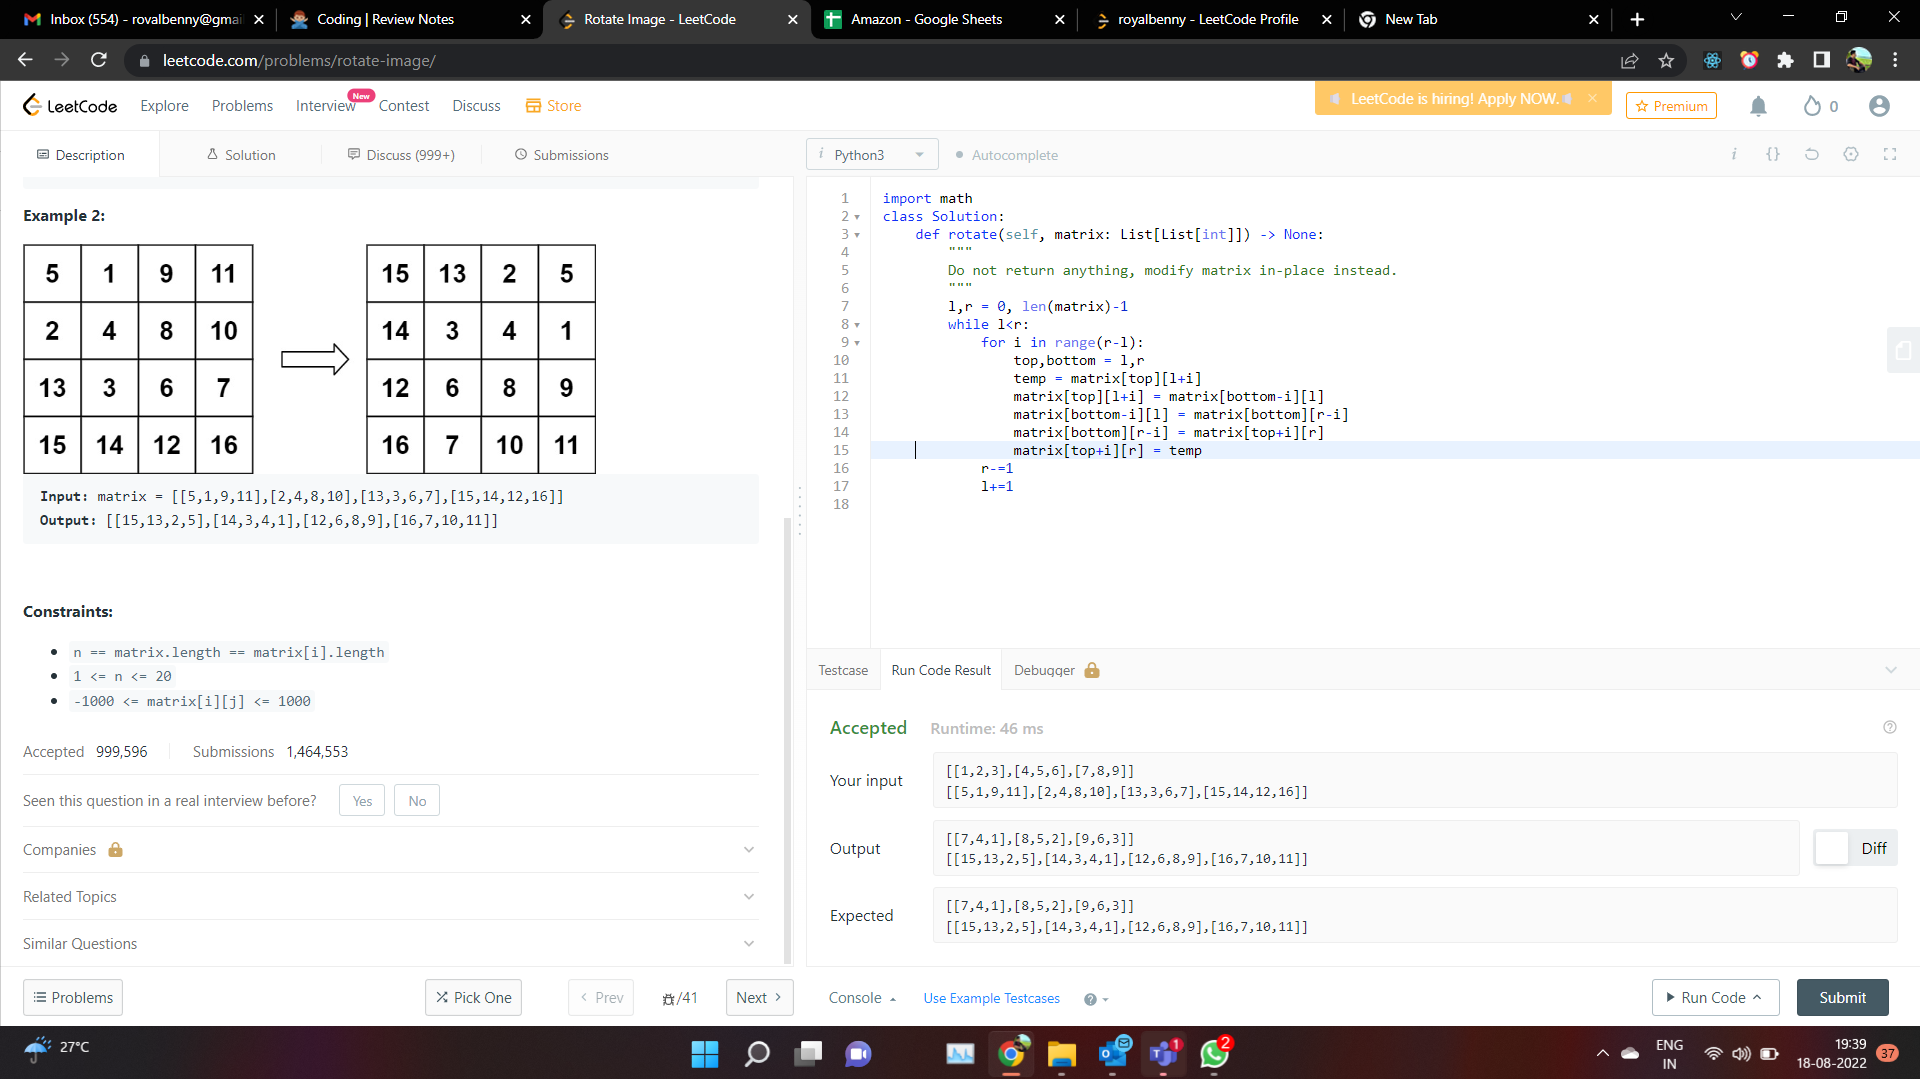 Inbox (554) - royalbenny@gmai
Coding | Review Notes
Rotate Image - LeetCode
Amazon - Google Sheets
royalbenny - LeetCode Profile
New Tab
leetcode.com/problems/rotate-image/
LeetCode
Explore
Problems
Interview
New
Contest
Discuss
Store
LeetCode is hiring! Apply NOW.
Premium
0
Description
Solution
Discuss (999+)
Submissions
i Python3
Autocomplete
Example 2:
5 1 9 11
2 4 8 10
13 3 6 7
15 14 12 16
15 13 2 5
14 3 4 1
12 6 8 9
16 7 10 11
Input: matrix = [[5,1,9,11],[2,4,8,10],[13,3,6,7],[15,14,12,16]]
Output: [[15,13,2,5],[14,3,4,1],[12,6,8,9],[16,7,10,11]]
Constraints:
n == matrix.length == matrix[i].length
1 <= n <= 20
-1000 <= matrix[i][j] <= 1000
Accepted 999,596
Submissions 1,464,553
Seen this question in a real interview before?
Yes
No
Companies
Related Topics
Similar Questions
Problems
Pick One
Prev
/41
Next
1 import math
2 class Solution:
3 def rotate(self, matrix: List[List[int]]) -> None:
4 """
5 Do not return anything, modify matrix in-place instead.
6 """
7 l,r = 0, len(matrix)-1
8 while l<r:
9 for i in range(r-l):
10 top,bottom = l,r
11 temp = matrix[top][l+i]
12 matrix[top][l+i] = matrix[bottom-i][l]
13 matrix[bottom-i][l] = matrix[bottom][r-i]
14 matrix[bottom][r-i] = matrix[top+i][r]
15 matrix[top+i][r] = temp
16 r-=1
17 l+=1
18
Testcase
Run Code Result
Debugger
Accepted
Runtime: 46 ms
Your input
[[1,2,3],[4,5,6],[7,8,9]]
[[5,1,9,11],[2,4,8,10],[13,3,6,7],[15,14,12,16]]
Output
[[7,4,1],[8,5,2],[9,6,3]]
[[15,13,2,5],[14,3,4,1],[12,6,8,9],[16,7,10,11]]
Diff
Expected
[[7,4,1],[8,5,2],[9,6,3]]
[[15,13,2,5],[14,3,4,1],[12,6,8,9],[16,7,10,11]]
Console
Use Example Testcases
Run Code
Submit
27°C
1
2
ENG
IN
19:39
18-08-2022
37